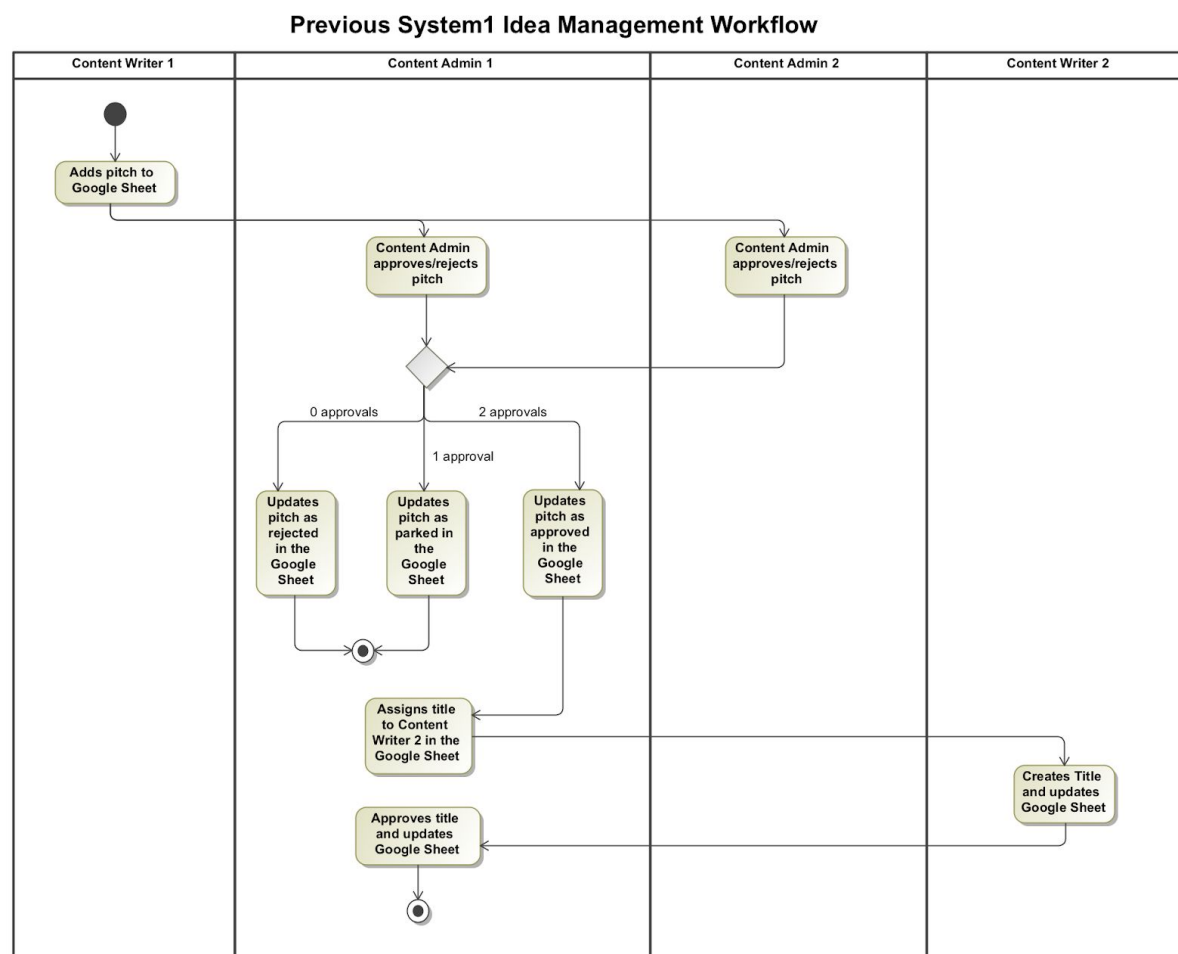 Previous System1 Idea Management Workflow
Content Writer 1
Content Admin 1
Content Admin 2
Content Writer 2
Adds pitch to
Google Sheet
Content Admin
approves/rejects
pitch
Content Admin
approves/rejects
pitch
0 approvals
2 approvals
1 approval
Updates
pitch as
rejected
in the
Google
Sheet
Updates
pitch as
parked in
the
Google
Sheet
Updates
pitch as
approved
in the
Google
Sheet
Assigns title
to Content
Writer 2 in the
Google Sheet
Creates Title
and updates
Google Sheet
Approves title
and updates
Google Sheet